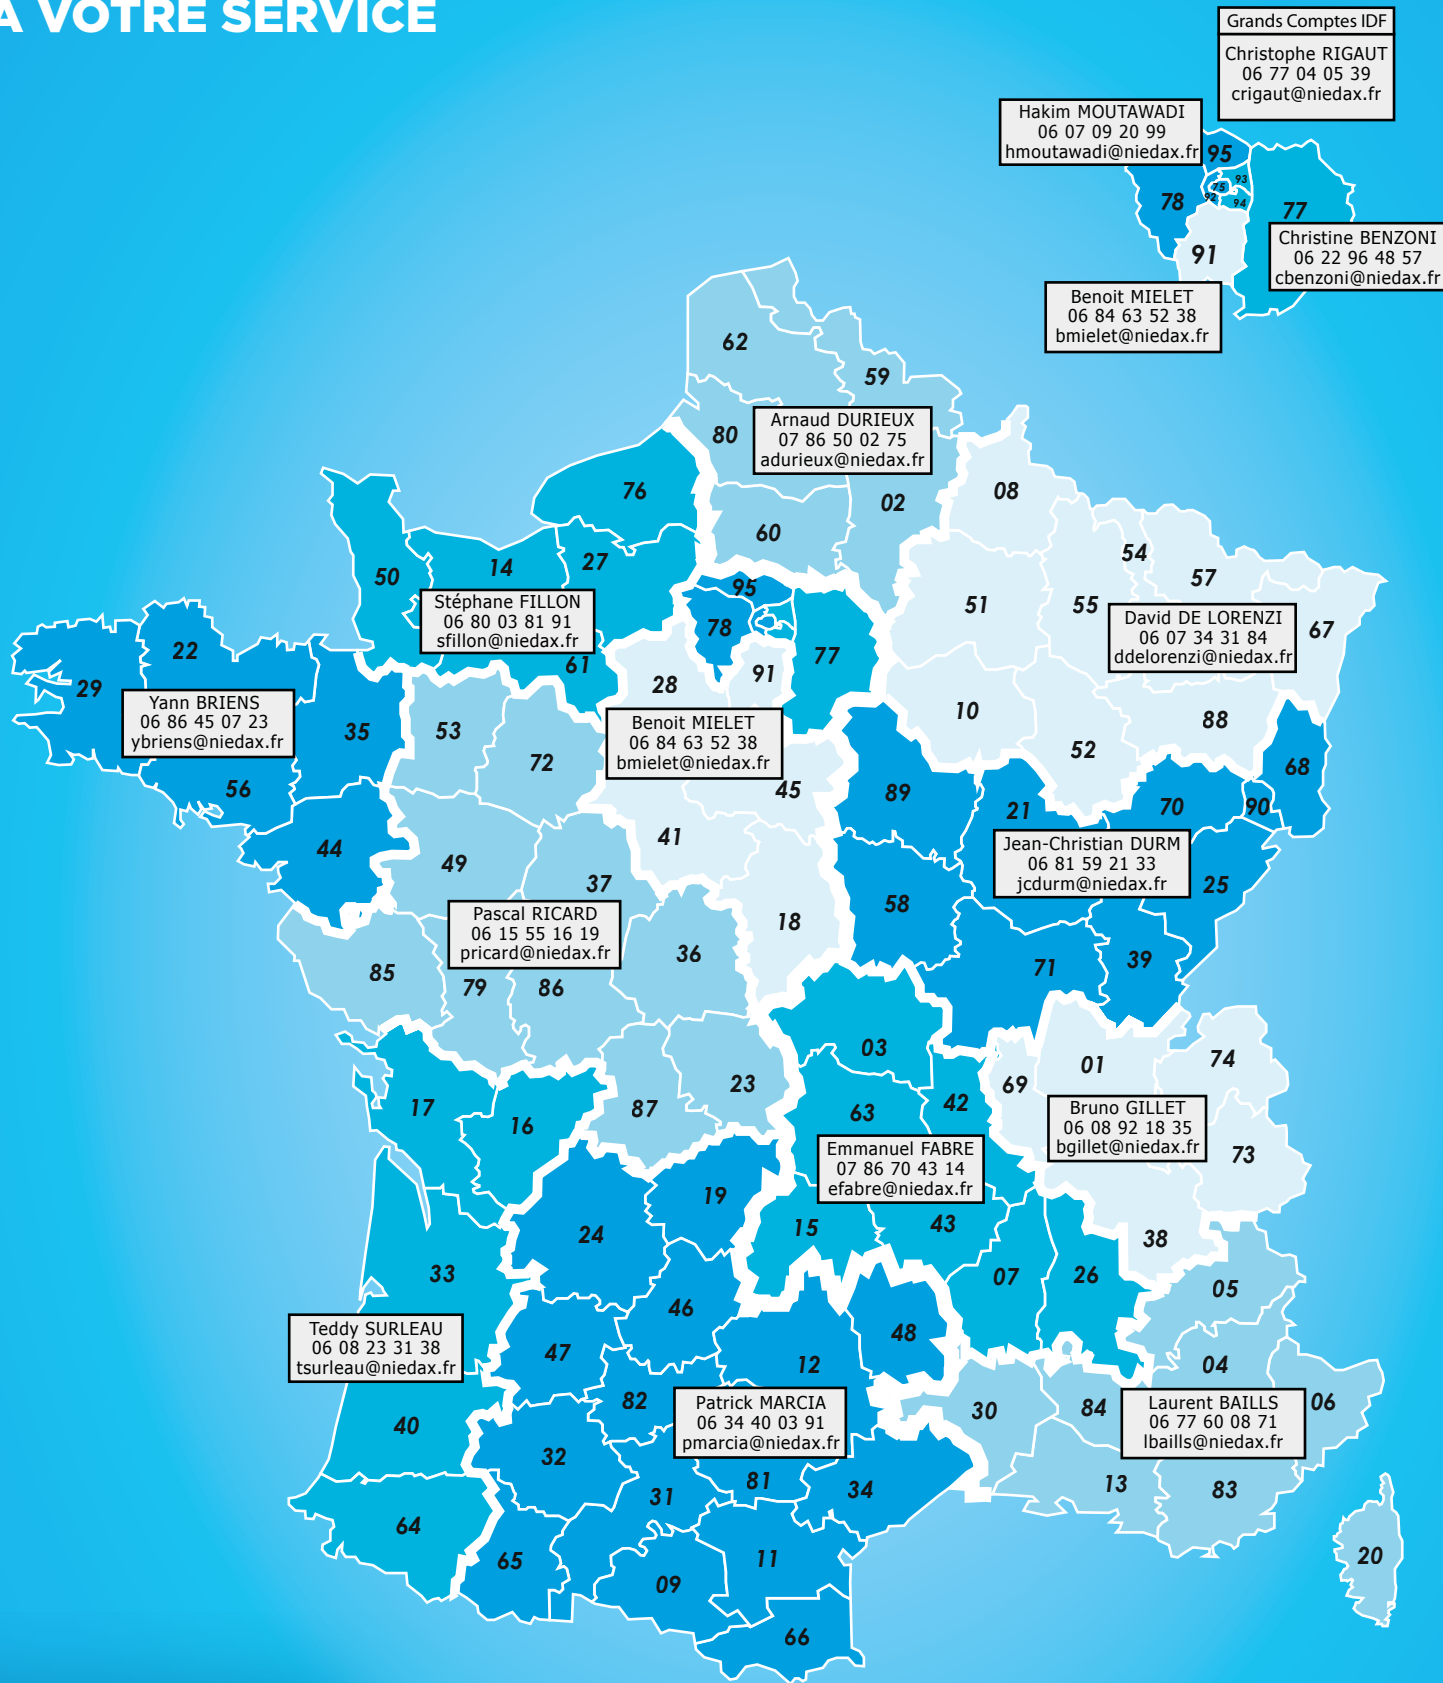 A VOTRE SERVICE
Grands Comptes IDF
Christophe RIGAUT
06 77 04 05 39
crigaut@niedax.fr
Hakim MOUTAWADI
06 07 09 20 99
hmoutawadi@niedax.fr
95
93
75
92
94
78
77
91
Christine BENZONI
06 22 96 48 57
cbenzoni@niedax.fr
Benoit MIELET
06 84 63 52 38
bmielet@niedax.fr
62
59
80
Arnaud DURIEUX
07 86 50 02 75
adurieux@niedax.fr
02
60
76
08
50
14
27
Stéphane FILLON
06 80 03 81 91
sfillon@niedax.fr
61
95
78
77
91
51
55
54
57
67
David DE LORENZI
06 07 34 31 84
ddelorenzi@niedax.fr
10
52
88
22
29
Yann BRIENS
06 86 45 07 23
ybriens@niedax.fr
35
56
44
53
72
28
Benoit MIELET
06 84 63 52 38
bmielet@niedax.fr
45
41
18
89
21
70
90
68
Jean-Christian DURM
06 81 59 21 33
jcdurm@niedax.fr
25
58
71
39
49
37
Pascal RICARD
06 15 55 16 19
pricard@niedax.fr
36
85
79
86
87
23
03
63
42
Emmanuel FABRE
07 86 70 43 14
efabre@niedax.fr
15
43
07
26
69
01
74
Bruno GILLET
06 08 92 18 35
bgillet@niedax.fr
73
38
17
16
33
Teddy SURLEAU
06 08 23 31 38
tsurleau@niedax.fr
40
64
24
19
46
47
12
48
82
Patrick MARCIA
06 34 40 03 91
pmarcia@niedax.fr
32
31
81
34
65
09
11
66
05
04
06
30
84
Laurent BAILLS
06 77 60 08 71
lbaills@niedax.fr
13
83
20